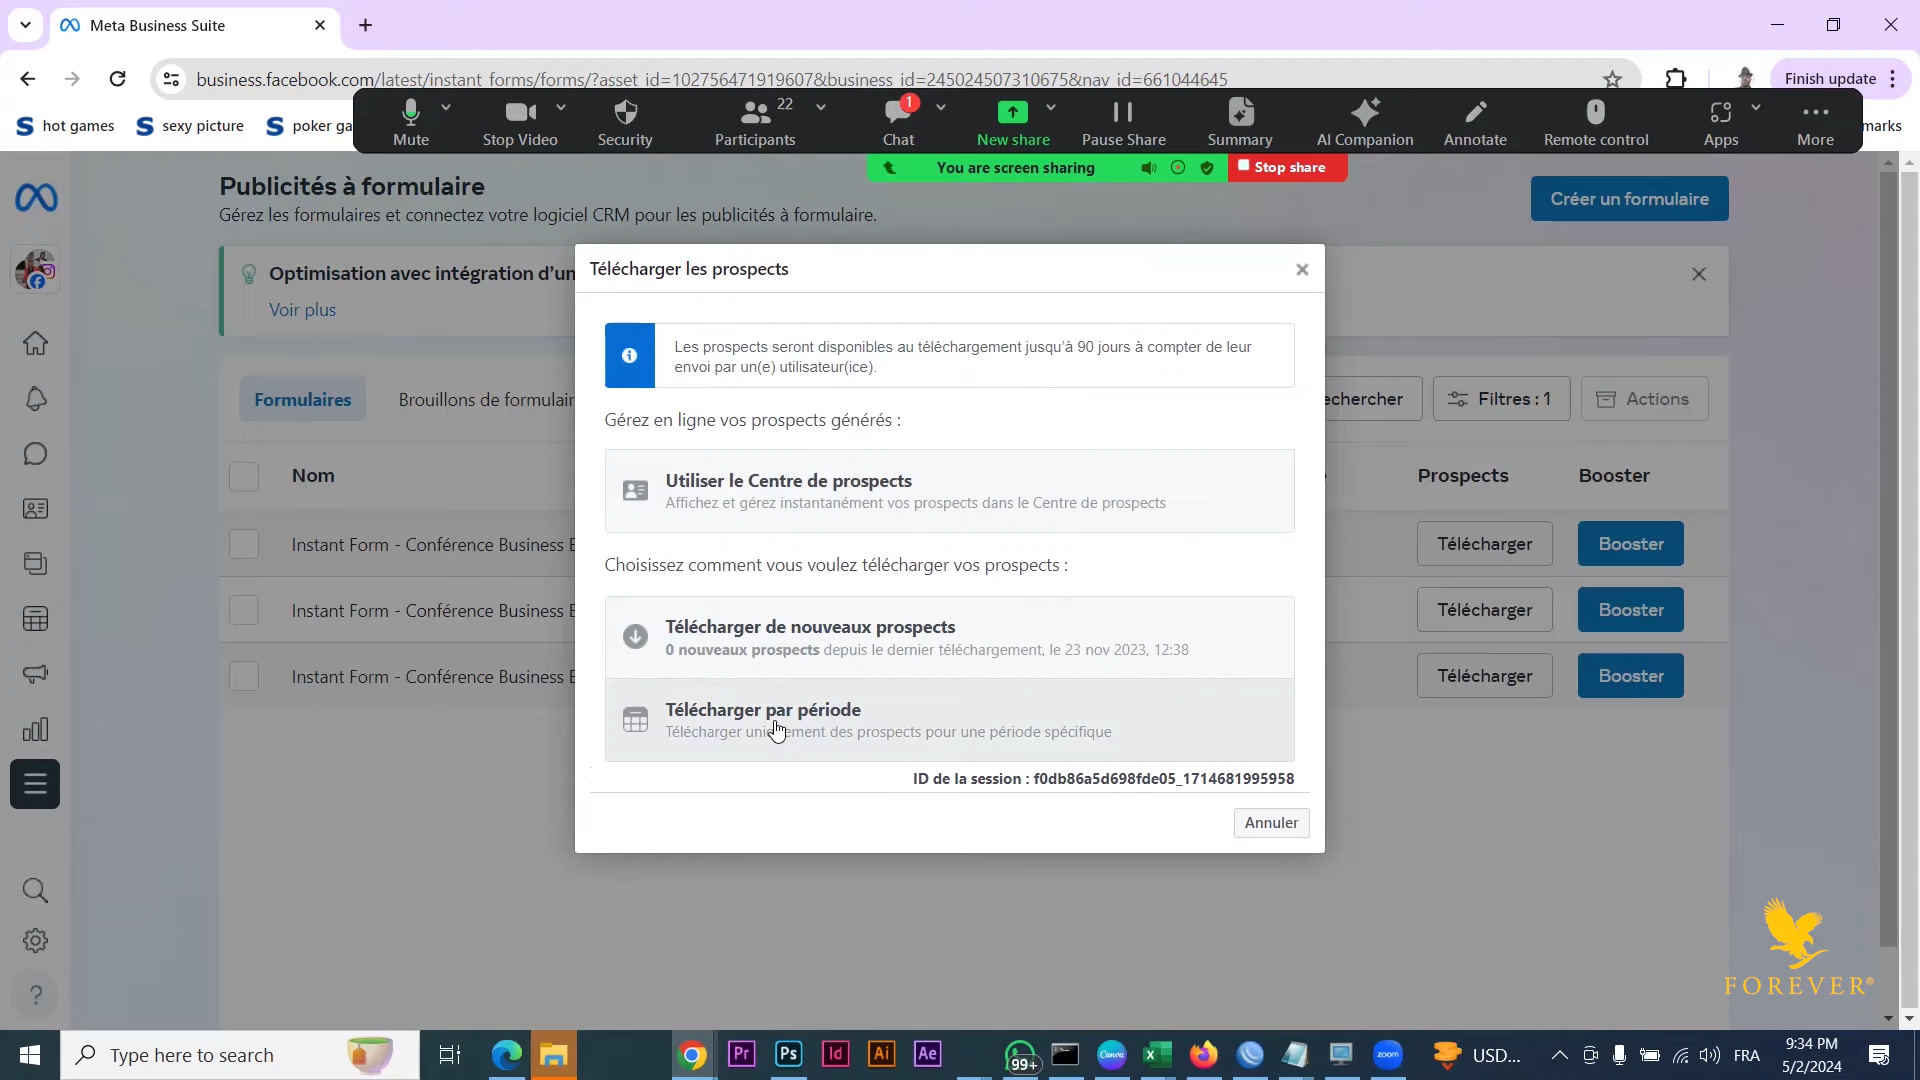 Meta Business Suite
business.facebook.com/latest/instant_forms/forms/?asset_id=102756471919607&business_id=245024507310675&nav_id=661044645
Finish update
hot games
sexy picture
poker ga
marks
Mute
Stop Video
Security
22
Participants
1
Chat
New share
Pause Share
Summary
AI Companion
Annotate
Remote control
Apps
More
You are screen sharing
Stop share
Publicités à formulaire
Gérez les formulaires et connectez votre logiciel CRM pour les publicités à formulaire.
Créer un formulaire
Optimisation avec intégration d'un
Voir plus
Formulaires
Brouillons de formulair
echercher
Filtres : 1
Actions
Nom
Prospects
Booster
Instant Form - Conférence Business E
Télécharger
Booster
Instant Form - Conférence Business E
Télécharger
Booster
Instant Form - Conférence Business E
Télécharger
Booster
Télécharger les prospects
Les prospects seront disponibles au téléchargement jusqu'à 90 jours à compter de leur
envoi par un(e) utilisateur(ice).
Gérez en ligne vos prospects générés :
Utiliser le Centre de prospects
Affichez et gérez instantanément vos prospects dans le Centre de prospects
Choisissez comment vous voulez télécharger vos prospects :
Télécharger de nouveaux prospects
0 nouveaux prospects depuis le dernier téléchargement, le 23 nov 2023, 12:38
Télécharger par période
Télécharger uniquement des prospects pour une période spécifique
ID de la session : f0db86a5d698fde05_1714681995958
Annuler
FOREVER®
Type here to search
Pr
Ps
Id
Ai
Ae
99+
Canva
zoom
USD...
FRA
9:34 PM
5/2/2024